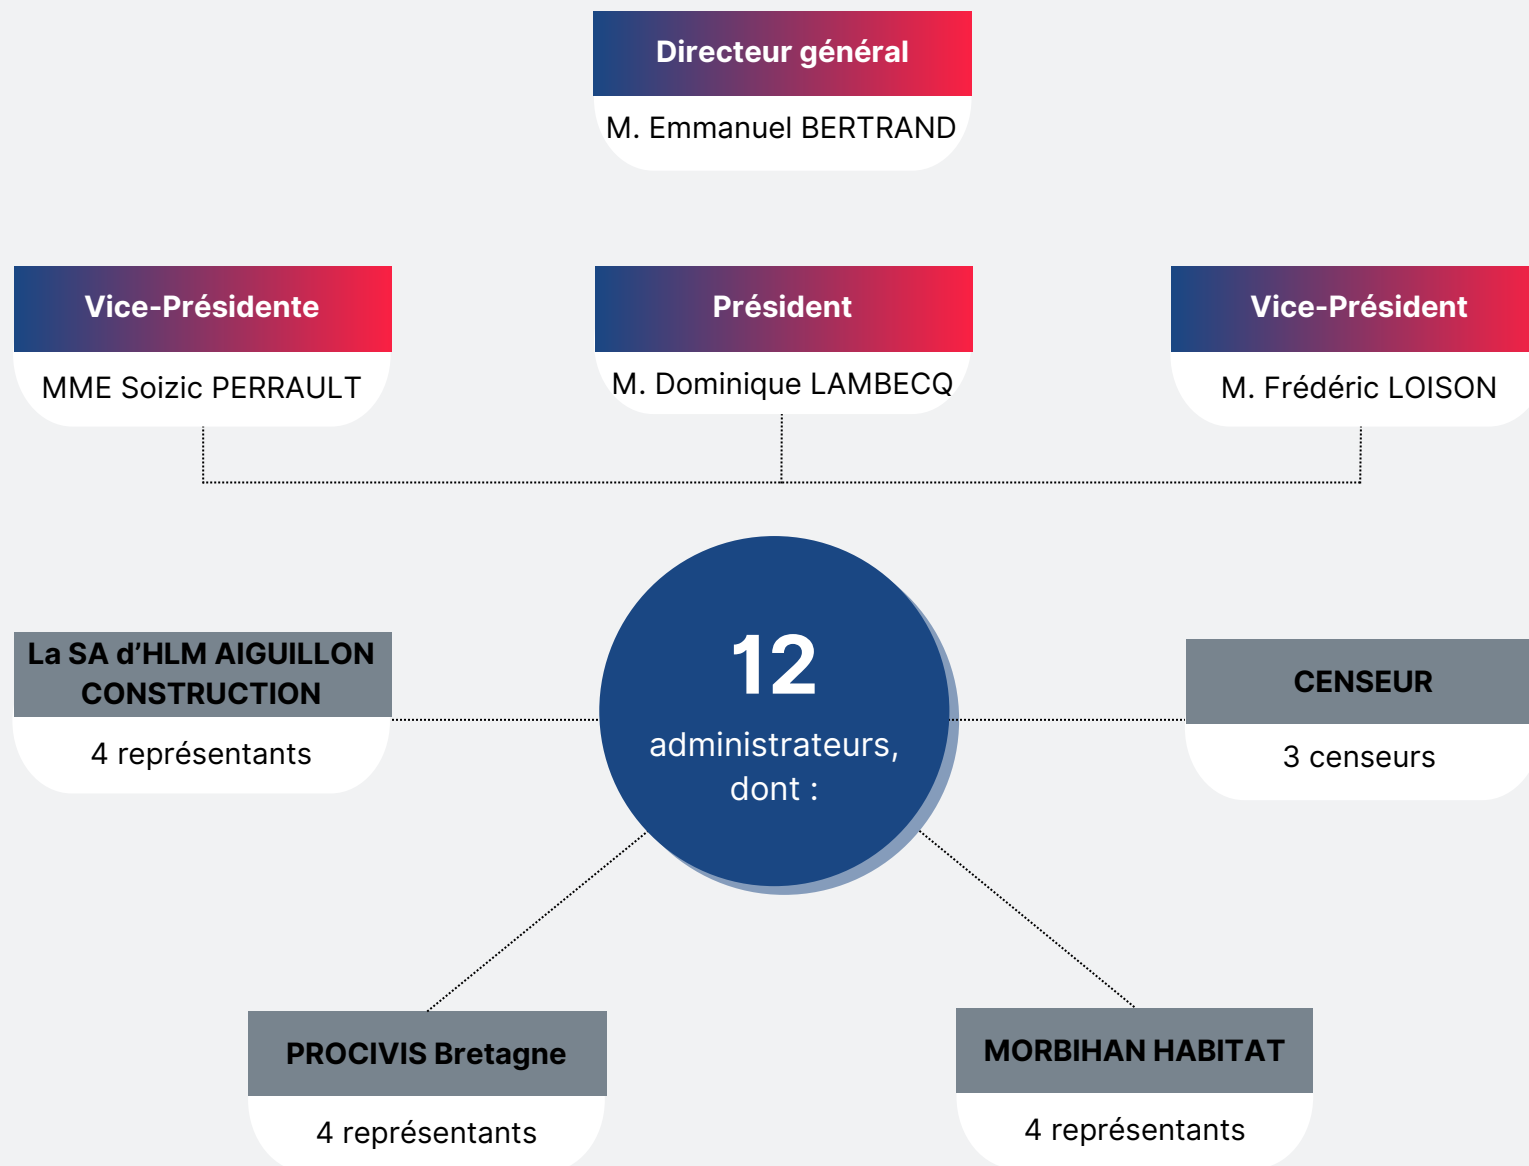 Directeur général
M. Emmanuel BERTRAND
Vice-Présidente
MME Soizic PERRAULT
Président
M. Dominique LAMBECQ
Vice-Président
M. Frédéric LOISON
12
administrateurs,
dont :
La SA d’HLM AIGUILLON
CONSTRUCTION
4 représentants
CENSEUR
3 censeurs
PROCIVIS Bretagne
4 représentants
MORBIHAN HABITAT
4 représentants